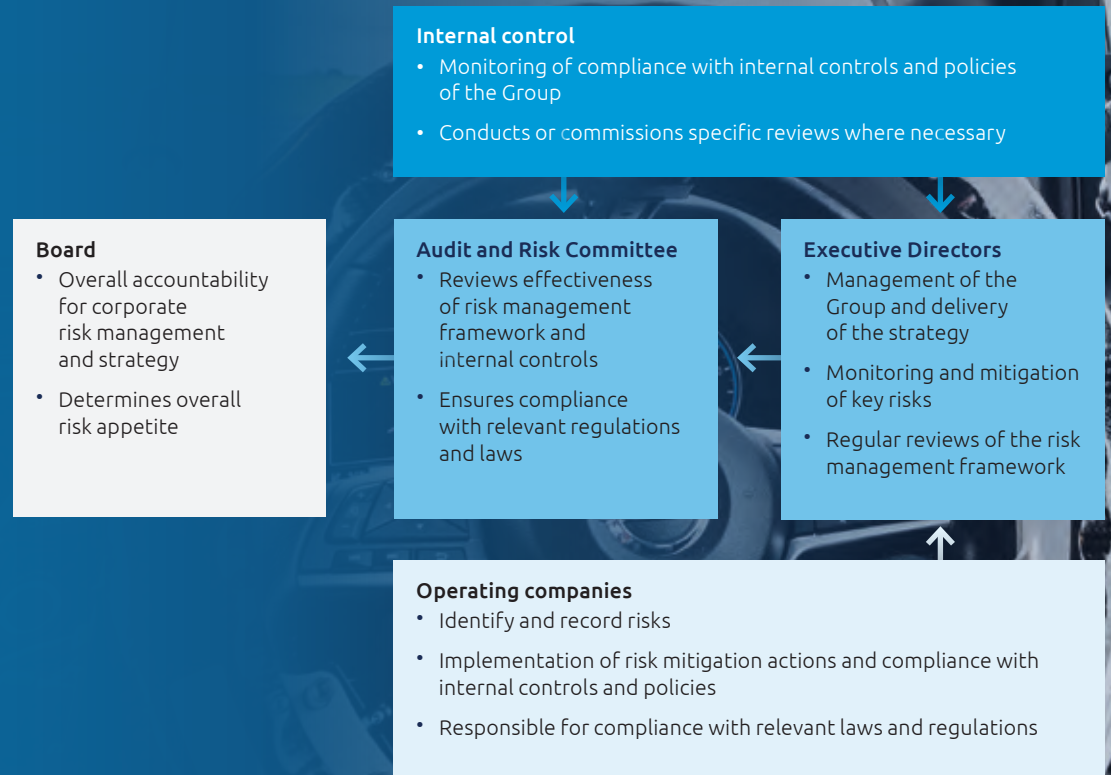 Internal control
• Monitoring of compliance with internal controls and policies
of the Group
• Conducts or commissions specific reviews where necessary
Board
• Overall accountability
for corporate
risk management
and strategy
• Determines overall
risk appetite
Audit and Risk Committee
• Reviews effectiveness
of risk management
framework and
internal controls
• Ensures compliance
with relevant regulations
and laws
Executive Directors
• Management of the
Group and delivery
of the strategy
• Monitoring and mitigation
of key risks
• Regular reviews of the risk
management framework
Operating companies
• Identify and record risks
• Implementation of risk mitigation actions and compliance with
internal controls and policies
• Responsible for compliance with relevant laws and regulations